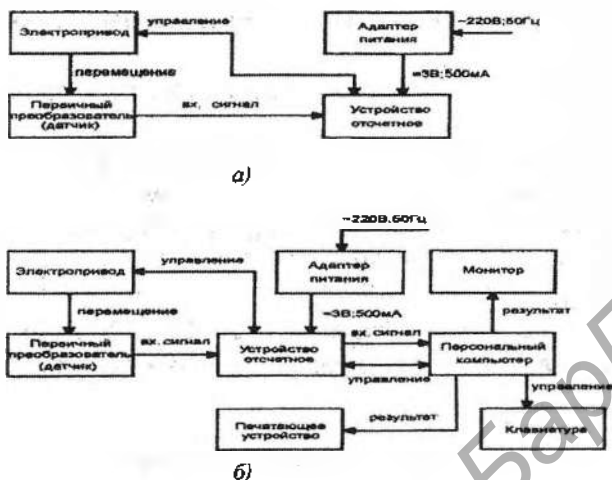 управление
Электропривод
Адаптер
питания
~220В;50Гц
перемещение
=3В;500мА
Первичный
преобразователь
(датчик)
вх. сигнал
Устройство
отсчетное
а)
~220В.50Гц
управление
Электропривод
Адаптер
питания
Монитор
перемещение
=3В;500мА
результат
Первичный
преобразователь
(датчик)
вх. сигнал
Устройство
отсчетное
вх. сигнал
Персональный
компьютер
управление
управление
Печатающее
устройство
результат
Клавиатура
б)